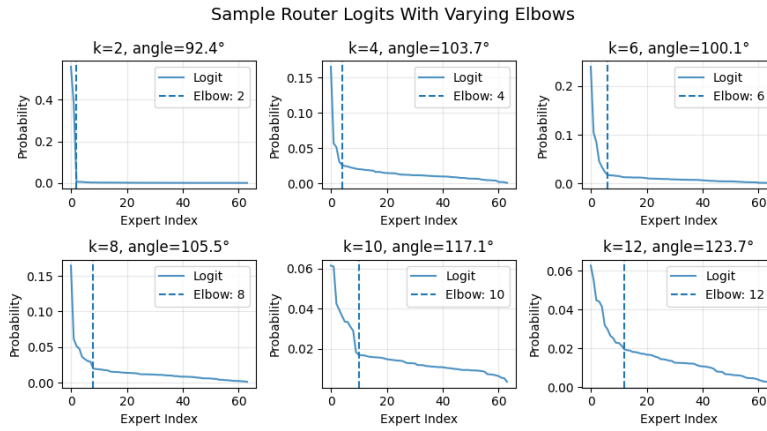 Sample Router Logits With Varying Elbows
k=2, angle=92.4°
Probability
0.4
0.2
0.0
Logit
Elbow: 2
0
20
40
60
Expert Index
k=4, angle=103.7°
Probability
0.15
0.10
0.05
0.00
Logit
Elbow: 4
0
20
40
60
Expert Index
k=6, angle=100.1°
Probability
0.2
0.1
0.0
Logit
Elbow: 6
0
20
40
60
Expert Index
k=8, angle=105.5°
Probability
0.15
0.10
0.05
0.00
Logit
Elbow: 8
0
20
40
60
Expert Index
k=10, angle=117.1°
Probability
0.06
0.04
0.02
Logit
Elbow: 10
0
20
40
60
Expert Index
k=12, angle=123.7°
Probability
0.06
0.04
0.02
0.00
Logit
Elbow: 12
0
20
40
60
Expert Index